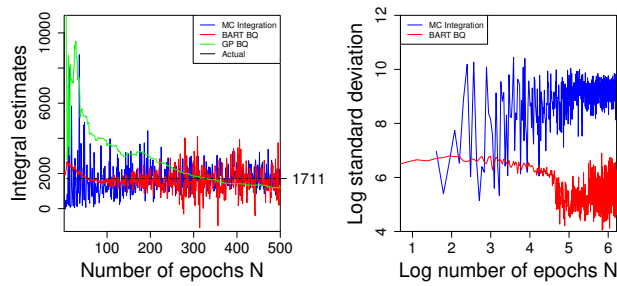 MC Integration
BART BQ
GP BQ
Actual
Integral estimates
0 2000 6000 10000
1711
100 200 300 400 500
Number of epochs N
MC Integration
BART BQ
Log standard deviation
4 6 8 10 12
1 2 3 4 5 6
Log number of epochs N